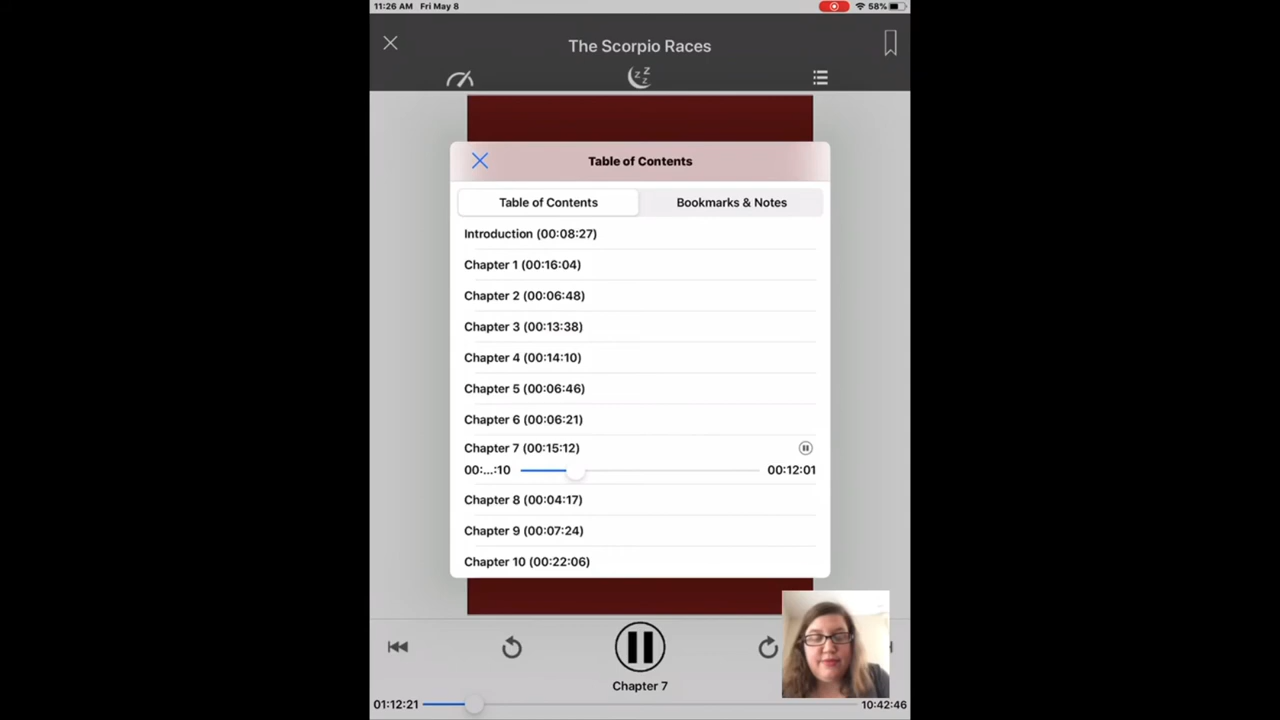 11:26 AM Fri May 8
58%
The Scorpio Races
z z z
Table of Contents
Table of Contents
Bookmarks & Notes
Introduction (00:08:27)
Chapter 1 (00:16:04)
Chapter 2 (00:06:48)
Chapter 3 (00:13:38)
Chapter 4 (00:14:10)
Chapter 5 (00:06:46)
Chapter 6 (00:06:21)
Chapter 7 (00:15:12)
00:...:10
00:12:01
Chapter 8 (00:04:17)
Chapter 9 (00:07:24)
Chapter 10 (00:22:06)
Chapter 7
01:12:21
10:42:46